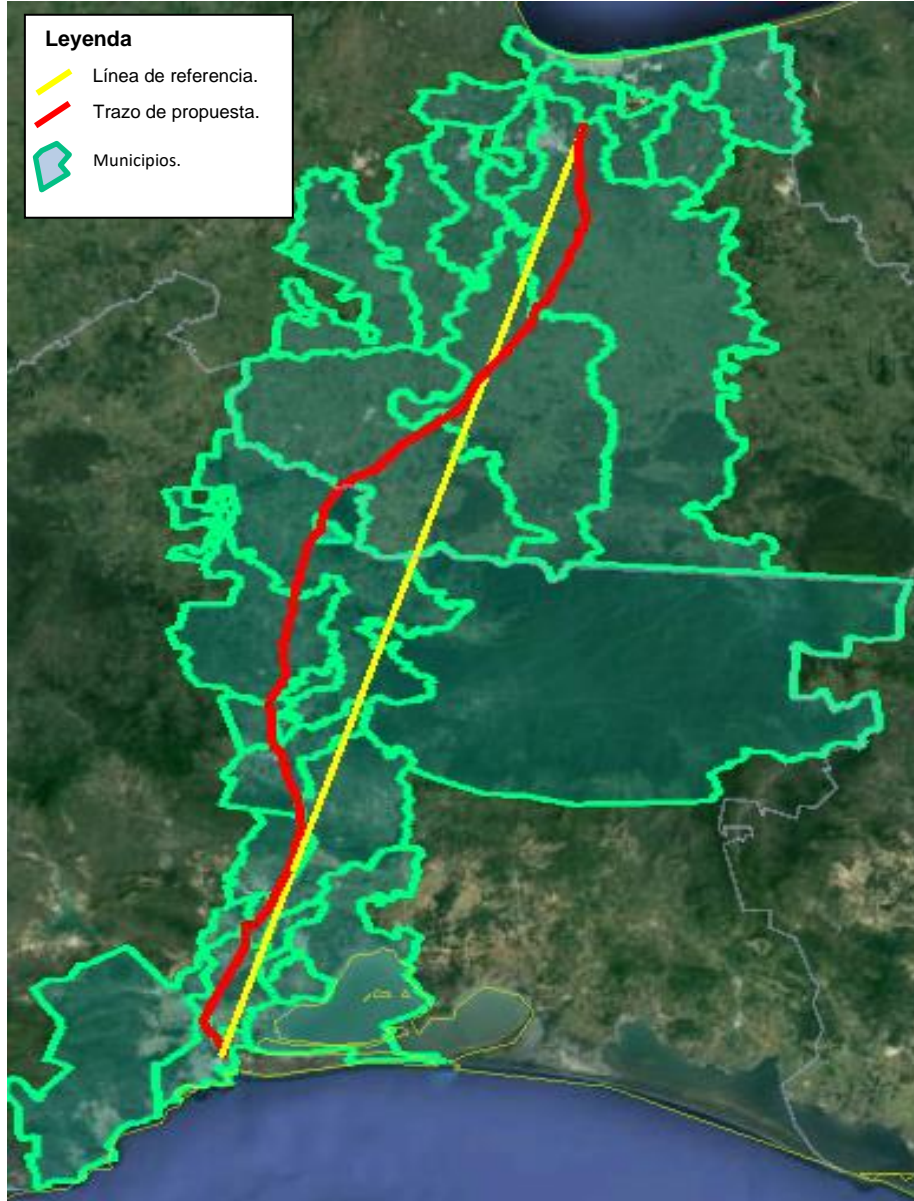 Leyenda
Línea de referencia.
Trazo de propuesta.
Municipios.